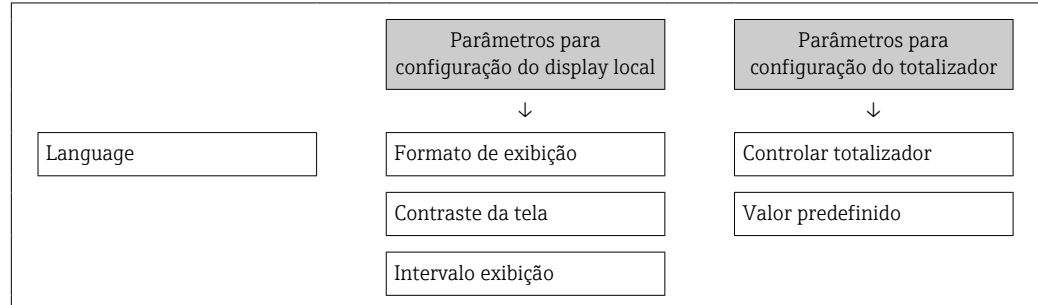 Parâmetros para
configuração do display local
Parâmetros para
configuração do totalizador
↓
↓
Language
Formato de exibição
Controlar totalizador
Contraste da tela
Valor predefinido
Intervalo exibição